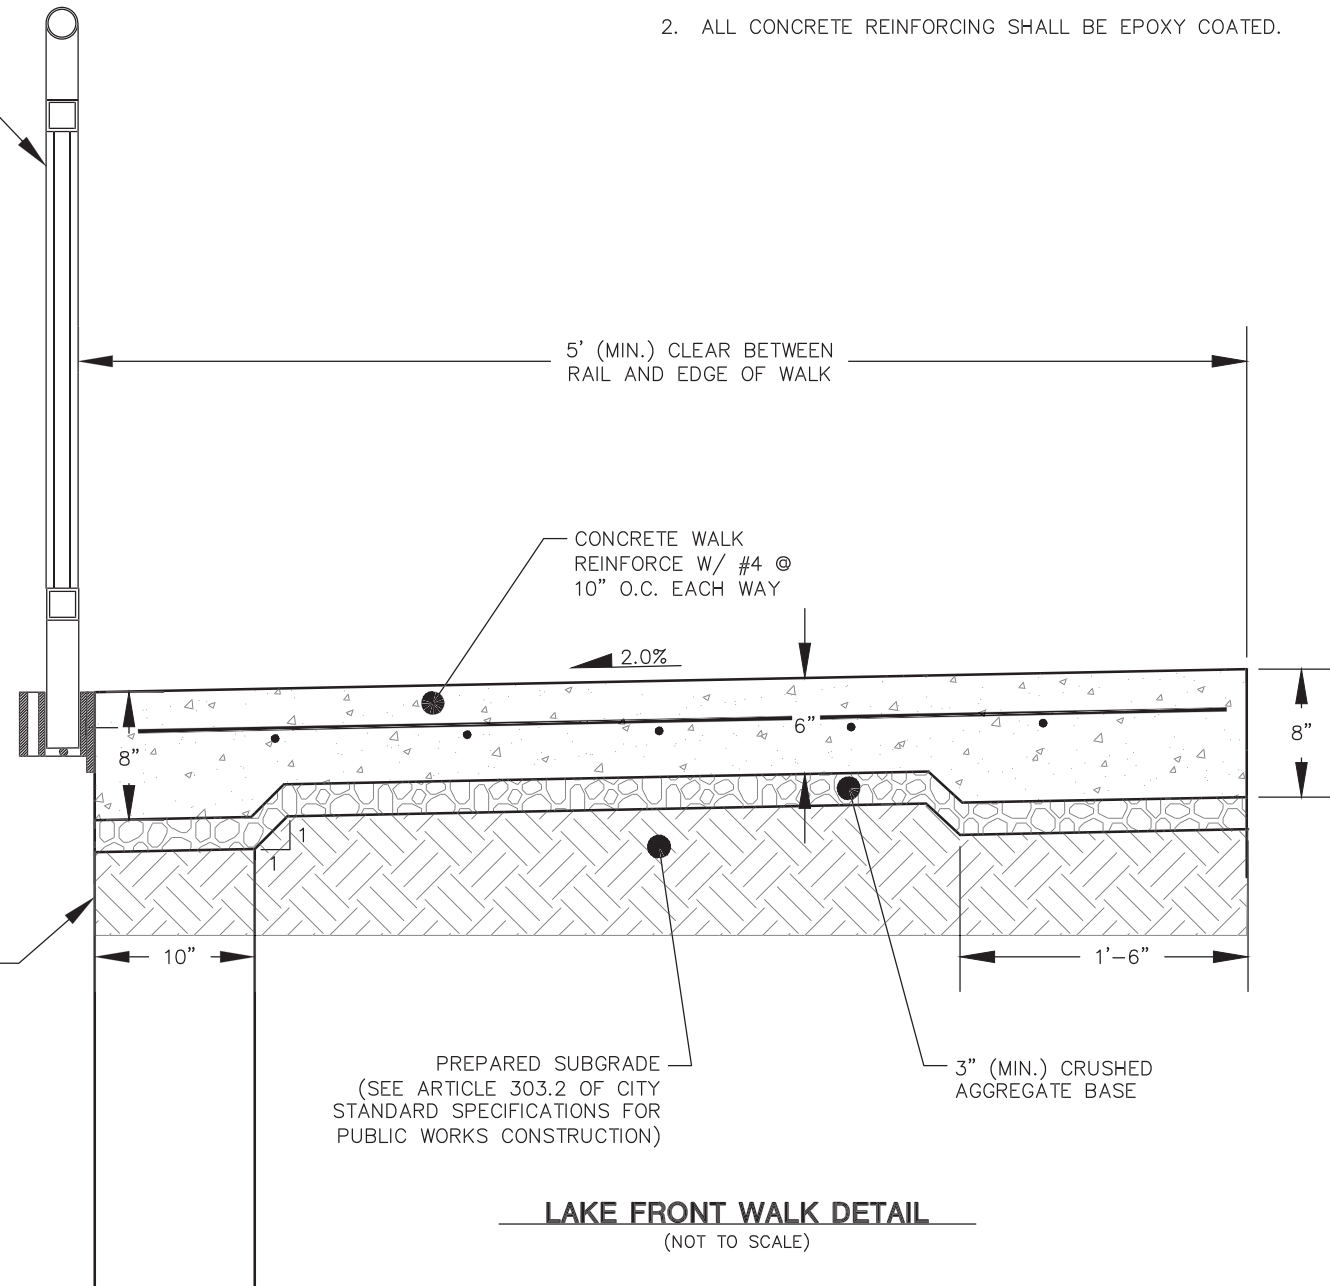 2. ALL CONCRETE REINFORCING SHALL BE EPOXY COATED.
5' (MIN.) CLEAR BETWEEN
RAIL AND EDGE OF WALK
CONCRETE WALK
REINFORCE W/ #4 @
10" O.C. EACH WAY
2.0%
6"
8"
8"
1
1
10"
1'-6"
PREPARED SUBGRADE
(SEE ARTICLE 303.2 OF CITY
STANDARD SPECIFICATIONS FOR
PUBLIC WORKS CONSTRUCTION)
3" (MIN.) CRUSHED
AGGREGATE BASE
LAKE FRONT WALK DETAIL
(NOT TO SCALE)